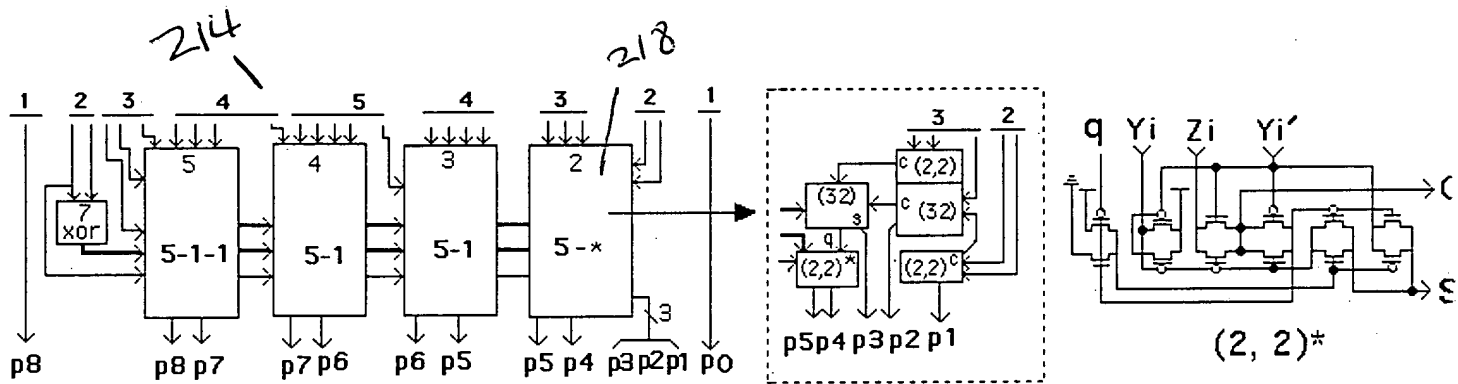 214
218
1 2 3 4 5 4 3 2 1
3 2
q Yi Zi Yi′
5 4 3 2
c (2,2)
(32) s
c (32)
7 xor
5-1-1 5-1 5-1 5-*
q
(2,2)* (2,2) c
S
3
p5 p4 p3 p2 p1
(2, 2)*
p8 p8 p7 p7 p6 p6 p5 p5 p4 p3 p2 p1 p0